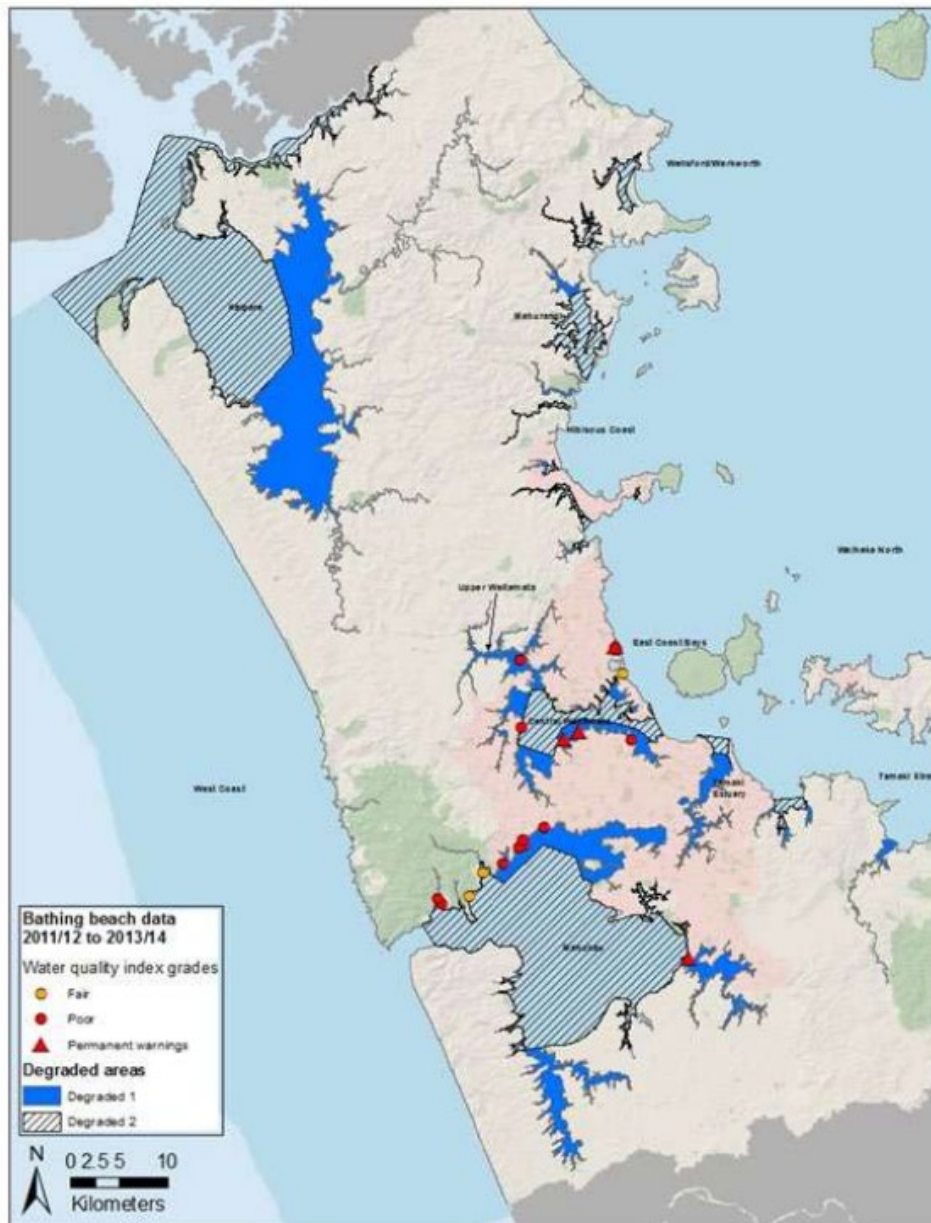 Wellsford/Warkworth
Kaipara
Mahurangi
Hibiscus Coast
Waiheke North
Upper Waitemata
East Coast Bays
Central Waitemata
West Coast
Tamaki
Estuary
Manukau
Bathing beach data
2011/12 to 2013/14
Water quality index grades
Fair
Poor
Permanent warnings
Degraded areas
Degraded 1
Degraded 2
N
0 2.5 5 10
Kilometers